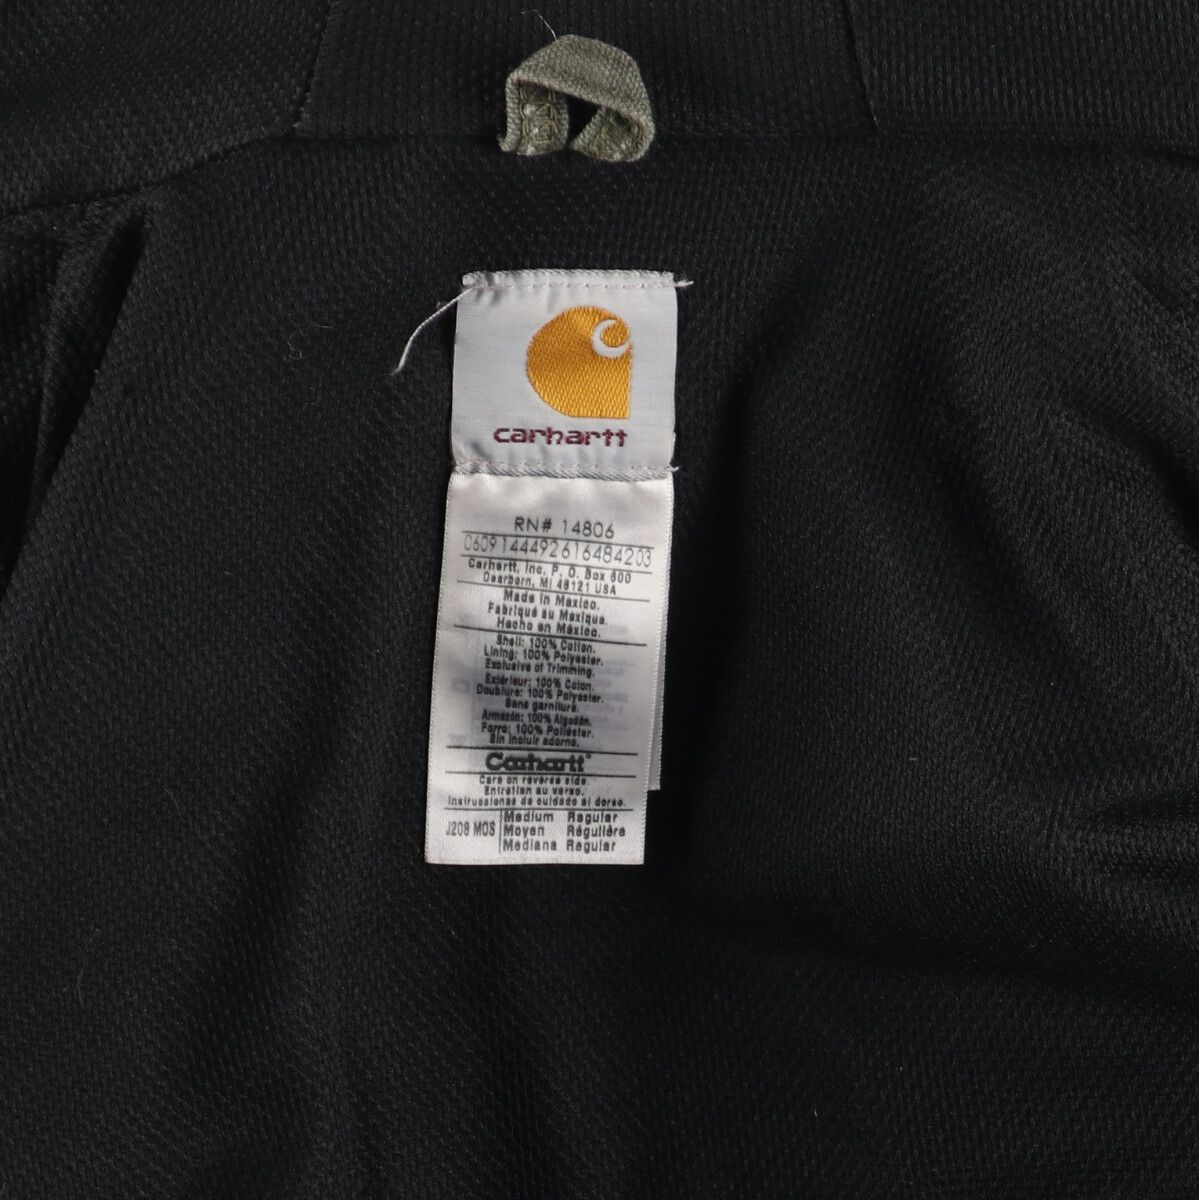 carhartt
RN# 14806
0609144492616484203
Carhartt, Inc. P. O. Box 600
Dearborn, MI 48121 USA
Made in Mexico.
Fabriqué au Mexique.
Hecho en México.
Shell: 100% Cotton.
Lining: 100% Polyester.
Exclusive of Trimming.
Extérieur: 100% Coton.
Doublure: 100% Polyester.
Sans garniture.
Armazón: 100% Algodón.
Forro: 100% Poliéster.
Sin incluir adorno.
Carhartt®
Care on reverse side.
Entretien au verso.
Instrucciones de cuidado al dorso.
J208 MOS
Medium Regular
Moyen Régulière
Mediana Regular